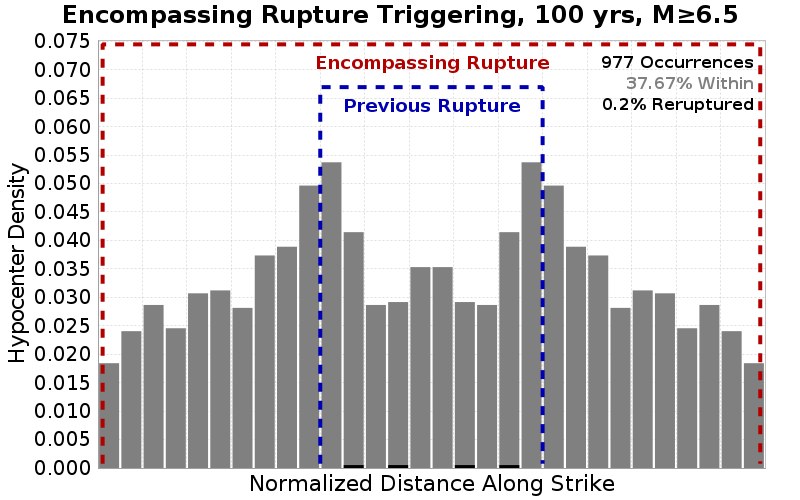 Encompassing Rupture Triggering, 100 yrs, M≥6.5
0.075
0.070
0.065
0.060
0.055
0.050
0.045
0.040
0.035
0.030
0.025
0.020
0.015
0.010
0.005
0.000
Hypocenter Density
Encompassing Rupture
Previous Rupture
977 Occurrences
37.67% Within
0.2% Reruptured
Normalized Distance Along Strike